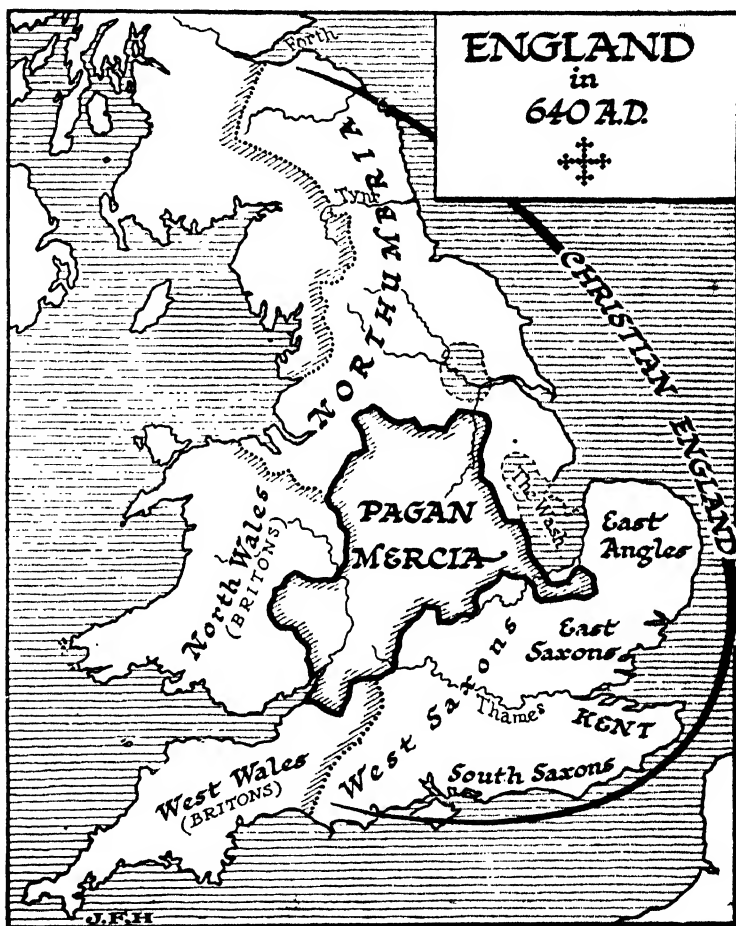 ENGLAND
in
640 A.D.
Forth
Tyne
NORTHUMBRIA
CHRISTIAN ENGLAND
PAGAN
MERCIA
The Wash
East
Angles
North Wales
(BRITONS)
East
Saxons
West Saxons
Thames
KENT
South Saxons
West Wales
(BRITONS)
J.F.H